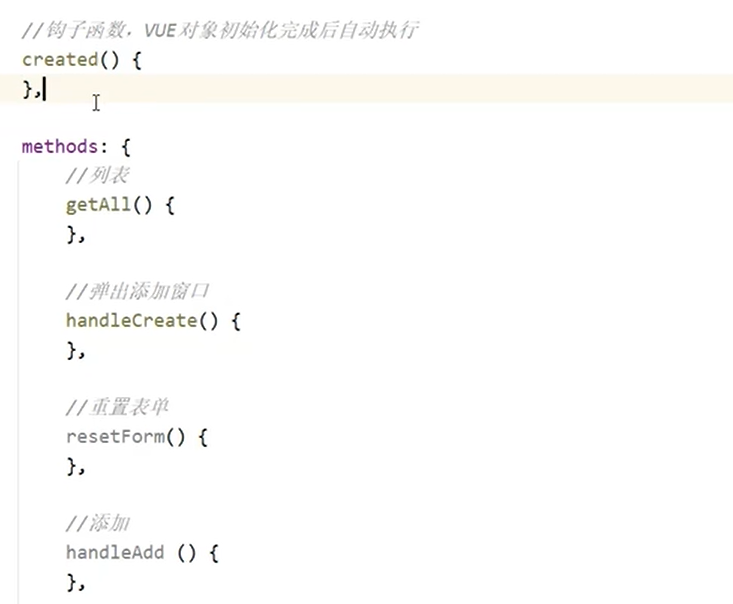 //钩子函数，VUE对象初始化完成后自动执行
created() {
},
methods: {
//列表
getAll() {
},
//弹出添加窗口
handleCreate() {
},
//重置表单
resetForm() {
},
//添加
handleAdd () {
},